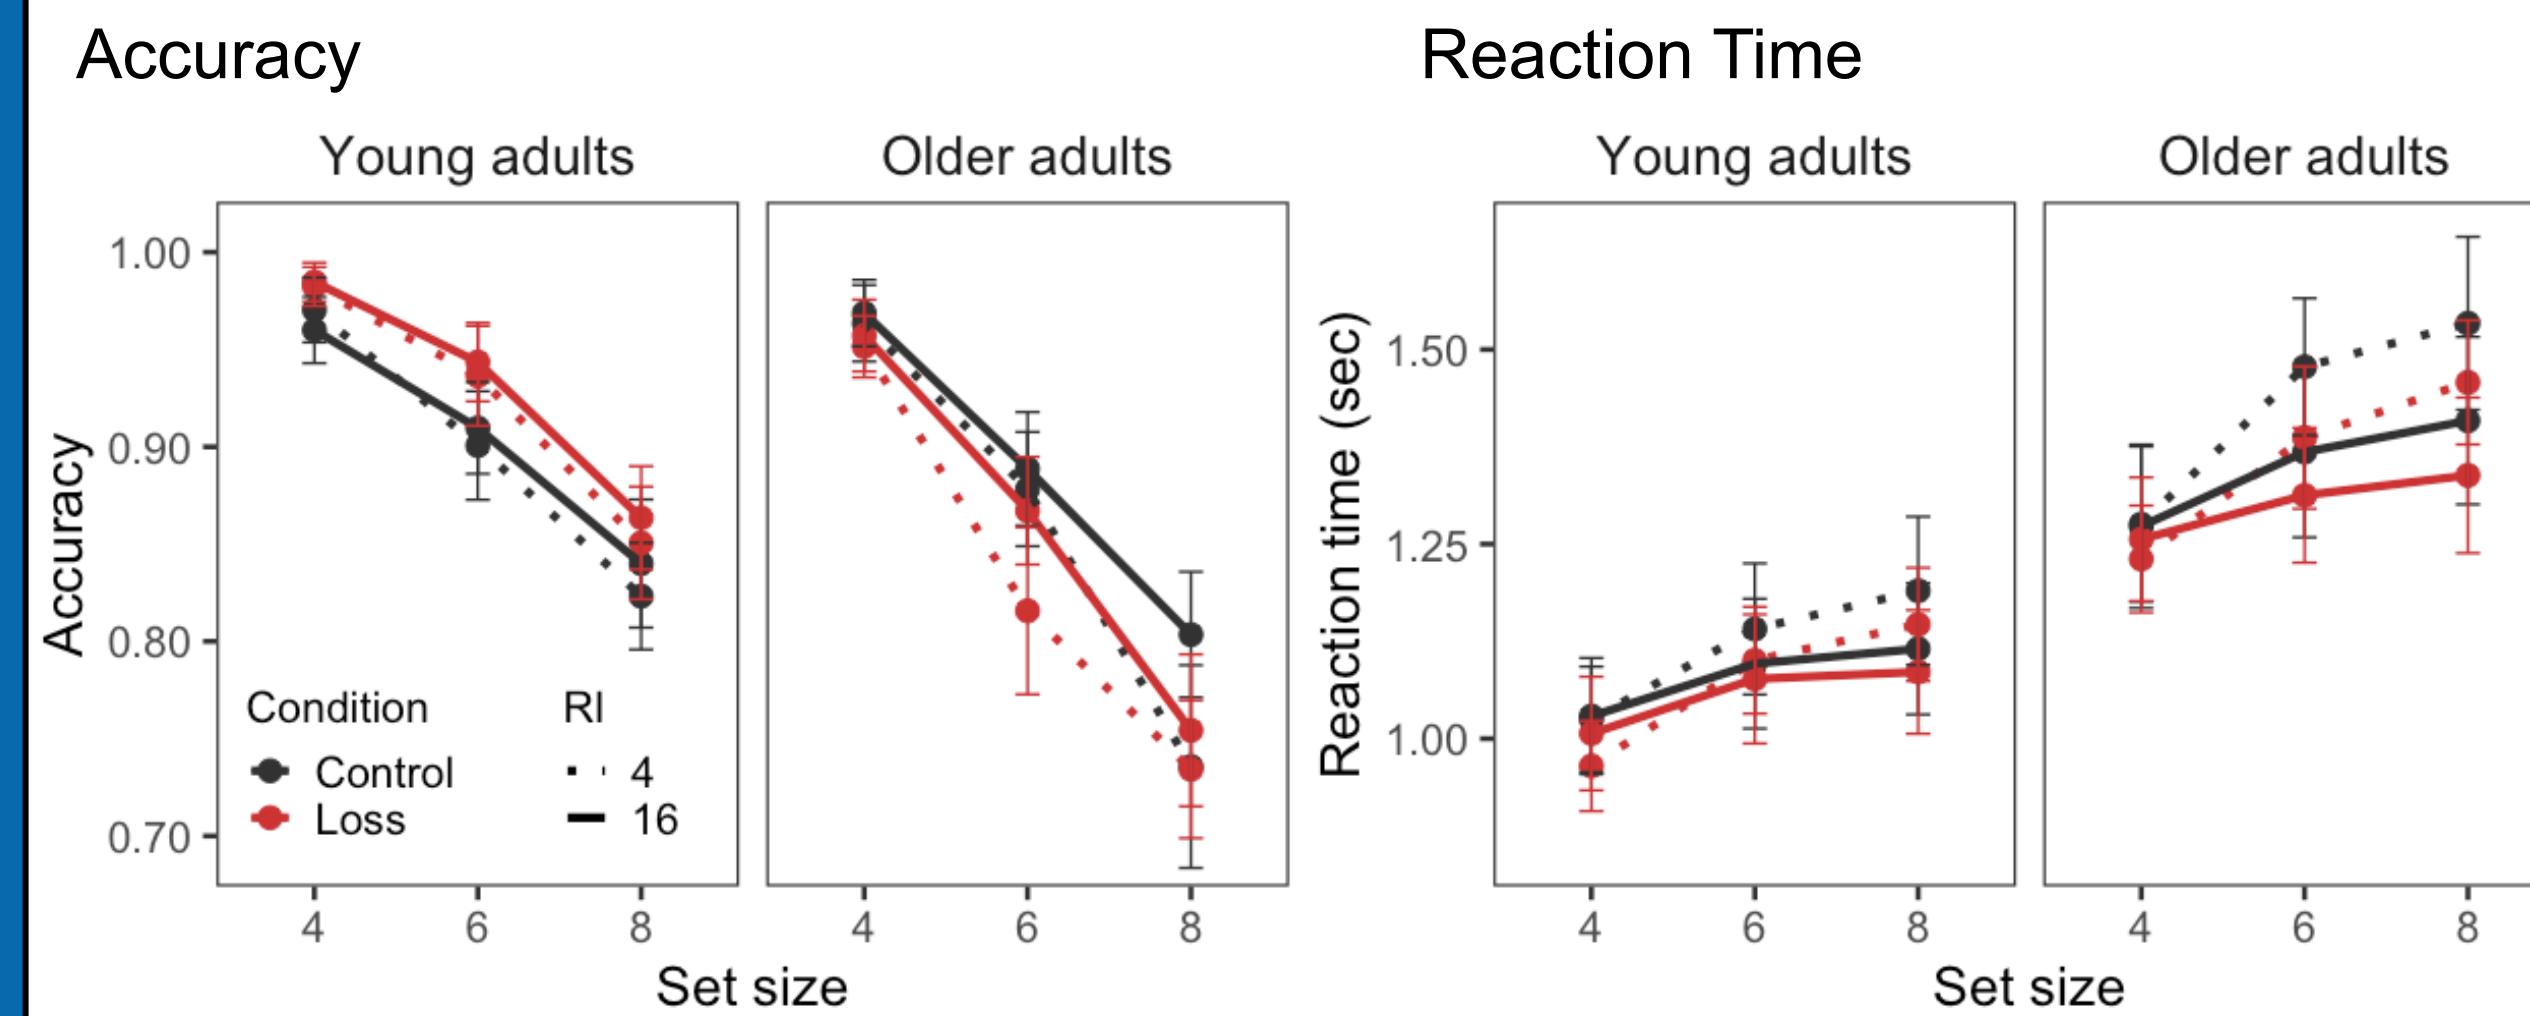 Accuracy
Reaction Time
Young adults
Older adults
Young adults
Older adults
Accuracy
1.00
0.90
0.80
0.70
Condition
RI
Control
4
Loss
16
4
6
8
4
6
8
Set size
Reaction time (sec)
1.50
1.25
1.00
4
6
8
4
6
8
Set size